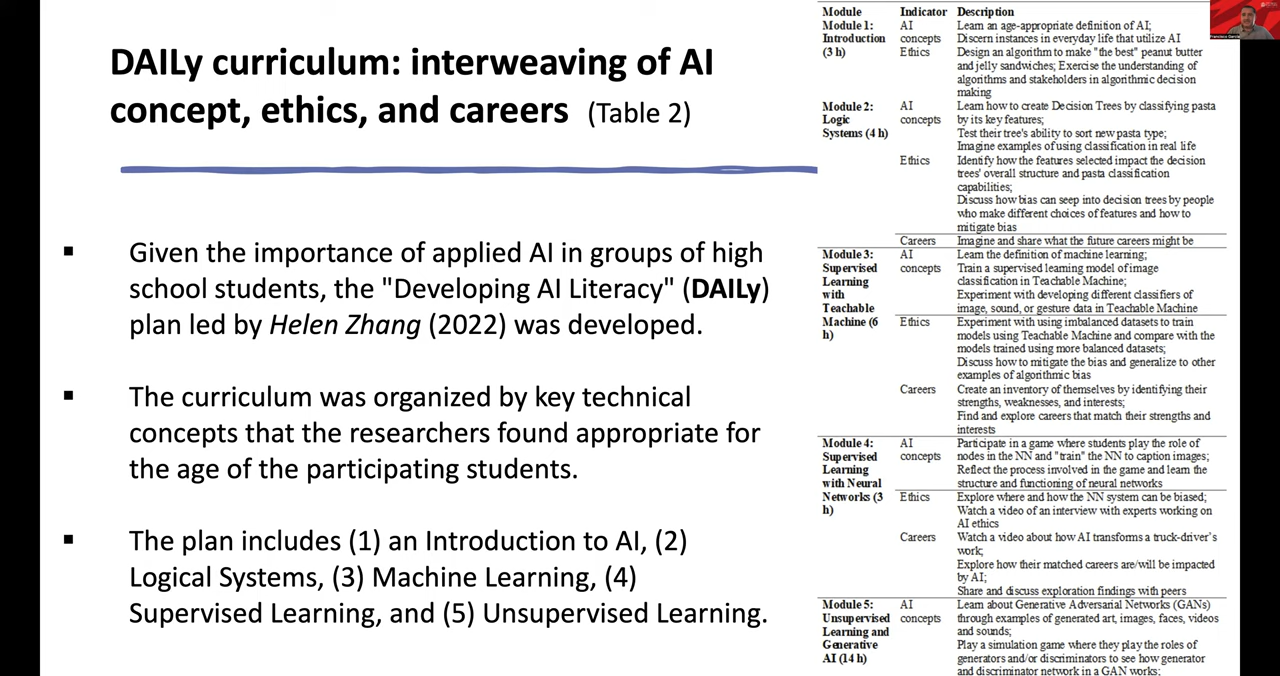 DAILy curriculum: interweaving of AI
concept, ethics, and careers (Table 2)
▪ Given the importance of applied AI in groups of high
school students, the "Developing AI Literacy" (DAILy)
plan led by Helen Zhang (2022) was developed.
▪ The curriculum was organized by key technical
concepts that the researchers found appropriate for
the age of the participating students.
▪ The plan includes (1) an Introduction to AI, (2)
Logical Systems, (3) Machine Learning, (4)
Supervised Learning, and (5) Unsupervised Learning.
Module Indicator Description
Module 1: AI Learn an age-appropriate definition of AI;
Introduction concepts Discern instances in everyday life that utilize AI
(3 h) Ethics Design an algorithm to make "the best" peanut butter
and jelly sandwiches; Exercise the understanding of
algorithms and stakeholders in algorithmic decision
making
Module 2: AI Learn how to create Decision Trees by classifying pasta
Logic concepts by its key features;
Systems (4 h) Test their tree's ability to sort new pasta type;
Imagine examples of using classification in real life
Ethics Identify how the features selected impact the decision
trees' overall structure and pasta classification
capabilities;
Discuss how bias can seep into decision trees by people
who make different choices of features and how to
mitigate bias
Careers Imagine and share what the future careers might be
Module 3: AI Learn the definition of machine learning;
Supervised concepts Train a supervised learning model of image
Learning classification in Teachable Machine;
with Experiment with developing different classifiers of
Teachable image, sound, or gesture data in Teachable Machine
Machine (6 Ethics Experiment with using imbalanced datasets to train
h) models using Teachable Machine and compare with the
models trained using more balanced datasets;
Discuss how to mitigate the bias and generalize to other
examples of algorithmic bias
Careers Create an inventory of themselves by identifying their
strengths, weaknesses, and interests;
Find and explore careers that match their strengths and
interests
Module 4: AI Participate in a game where students play the role of
Supervised concepts nodes in the NN and "train" the NN to caption images;
Learning Reflect the process involved in the game and learn the
with Neural structure and functioning of neural networks
Networks (3 Ethics Explore where and how the NN system can be biased;
h) Watch a video of an interview with experts working on
AI ethics
Careers Watch a video about how AI transforms a truck-driver's
work;
Explore how their matched careers are/will be impacted
by AI;
Share and discuss exploration findings with peers
Module 5: AI Learn about Generative Adversarial Networks (GANs)
Unsupervised concepts through examples of generated art, images, faces, videos
Learning and and sounds;
Generative Play a simulation game where they play the roles of
AI (14 h) generators and/or discriminators to see how generator
and discriminator network in a GAN works;